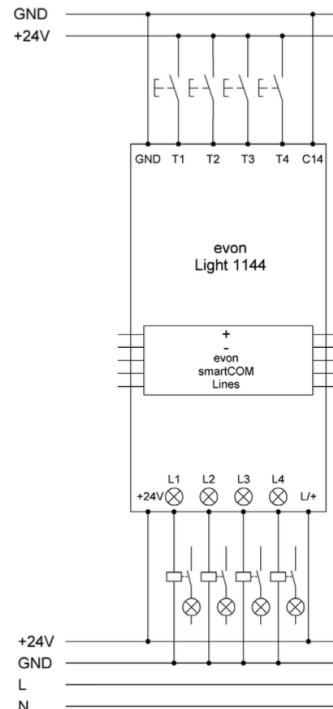 GND
+24V
GND T1 T2 T3 T4 C14
evon
Light 1144
+
-
evon
smartCOM
Lines
L1 L2 L3 L4
+24V L/+
+24V
GND
L
N